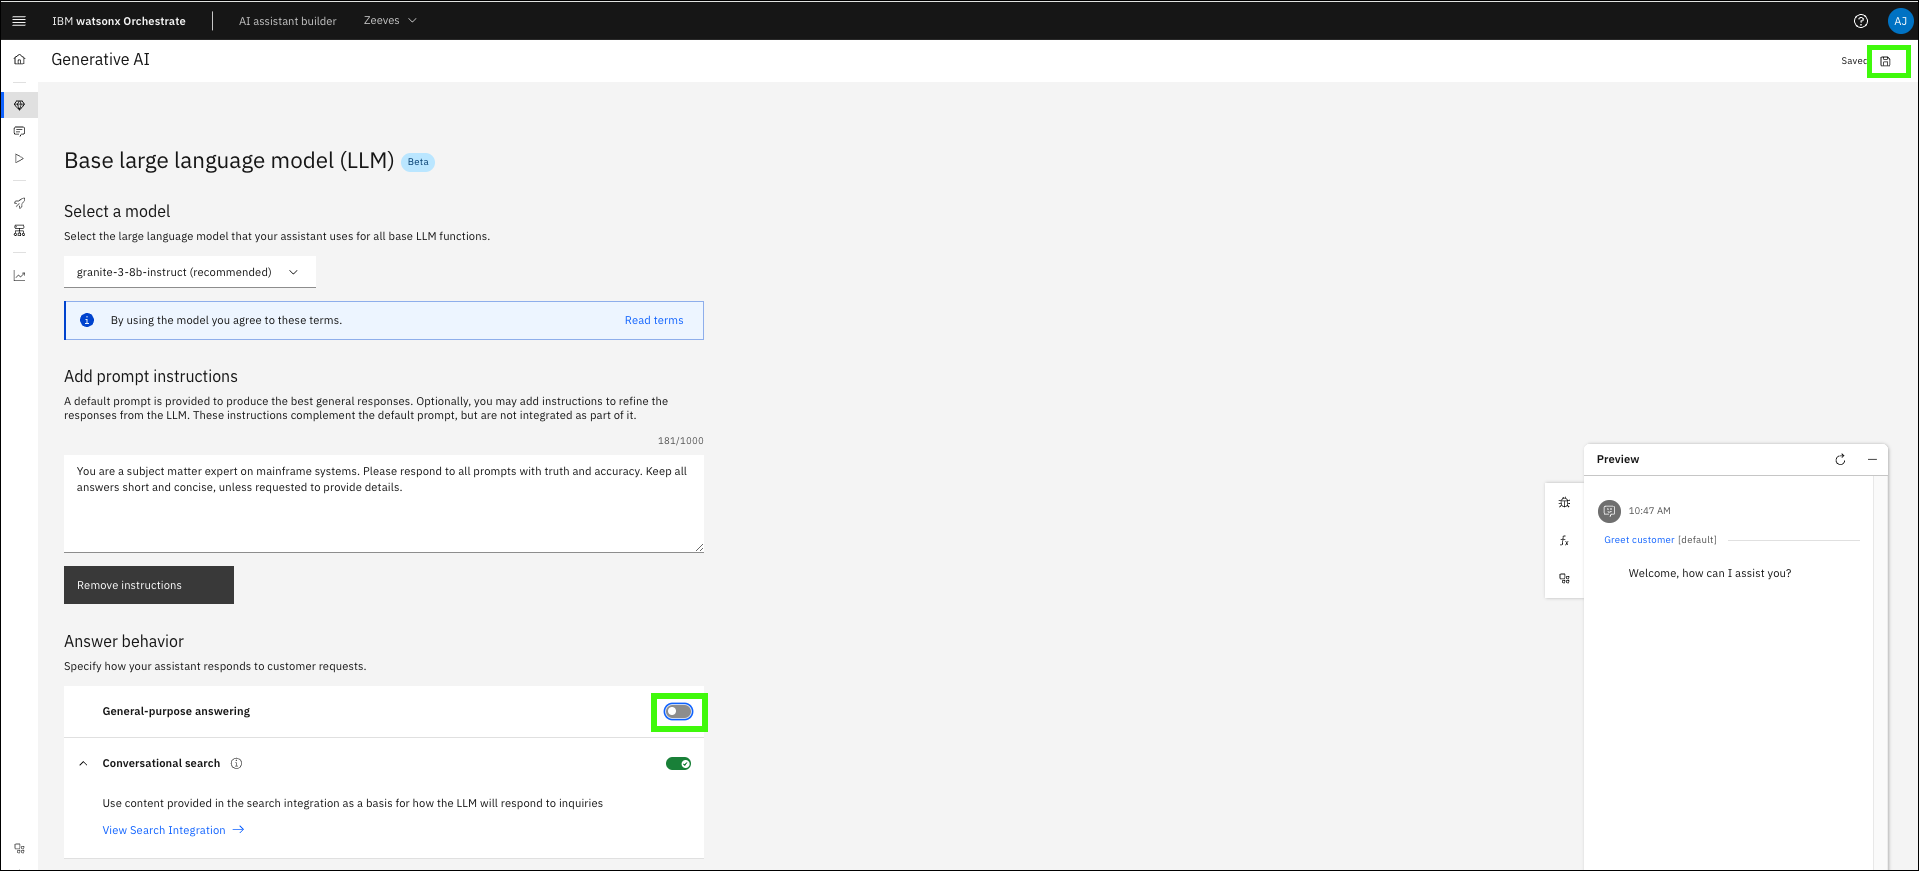 IBM watsonx Orchestrate
AI assistant builder
Zeeves
AJ
Generative AI
Saved
Base large language model (LLM) Beta
Select a model
Select the large language model that your assistant uses for all base LLM functions.
granite-3-8b-instruct (recommended)
By using the model you agree to these terms. Read terms
Add prompt instructions
A default prompt is provided to produce the best general responses. Optionally, you may add instructions to refine the
responses from the LLM. These instructions complement the default prompt, but are not integrated as part of it.
181/1000
You are a subject matter expert on mainframe systems. Please respond to all prompts with truth and accuracy. Keep all
answers short and concise, unless requested to provide details.
Remove instructions
Answer behavior
Specify how your assistant responds to customer requests.
General-purpose answering
Conversational search
Use content provided in the search integration as a basis for how the LLM will respond to inquiries
View Search Integration
Preview
10:47 AM
Greet customer [default]
Welcome, how can I assist you?